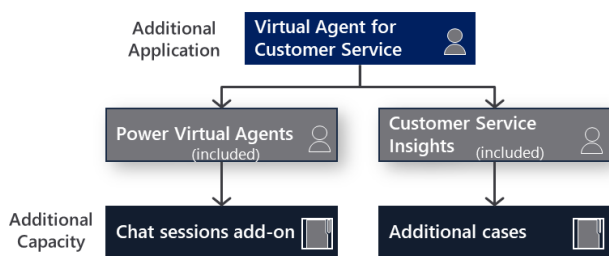 Additional
Application
Virtual Agent for
Customer Service
Power Virtual Agents
(included)
Customer Service
Insights (included)
Additional
Capacity
Chat sessions add-on
Additional cases